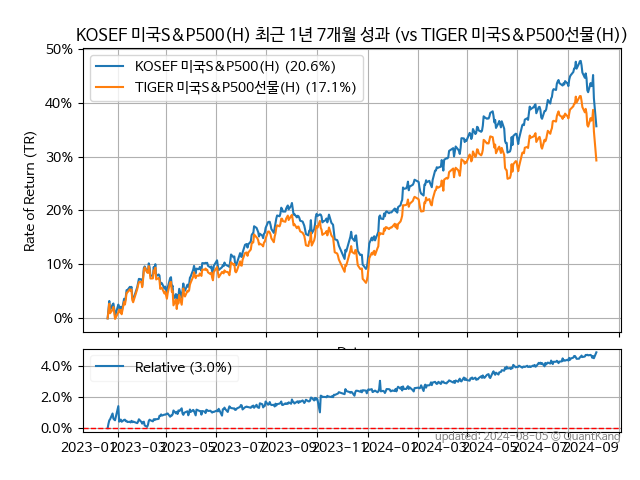 KOSEF 미국S&P500(H) 최근 1년 7개월 성과 (vs TIGER 미국S&P500선물(H))
50%
40%
30%
20%
10%
0%
Rate of Return (TR)
KOSEF 미국S&P500(H) (20.6%)
TIGER 미국S&P500선물(H) (17.1%)
4.0%
2.0%
0.0%
Relative (3.0%)
updated: 2024-08-05 © QuantKang
2023-01 2023-03 2023-05 2023-07 2023-09 2023-11 2024-01 2024-03 2024-05 2024-07 2024-09